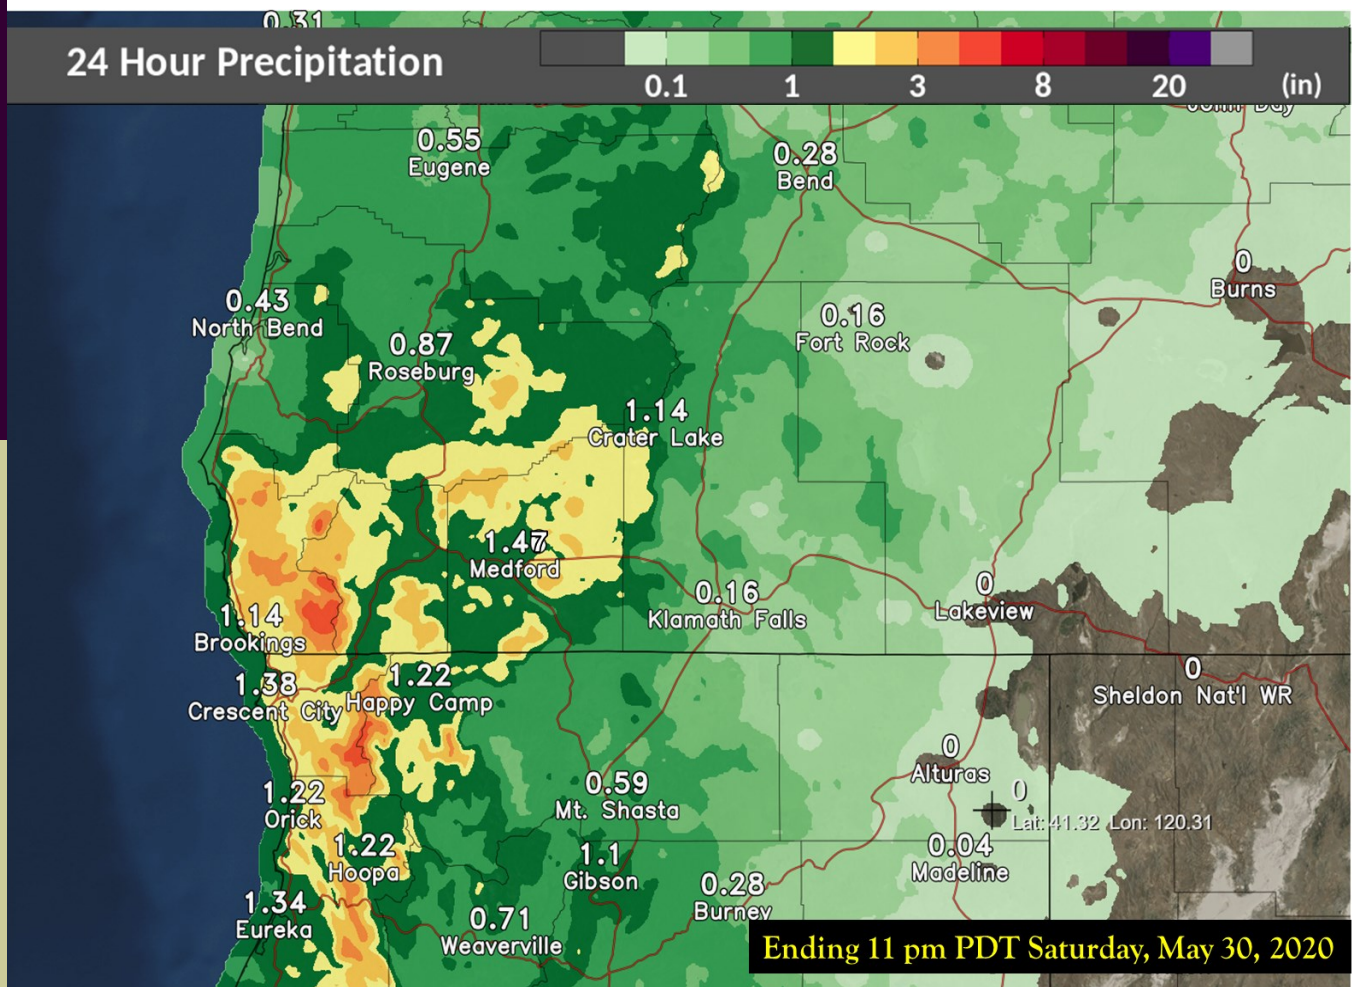 0.31
24 Hour Precipitation
0.1 1 3 8 20 (in)
John Day
0.55
Eugene
0.28
Bend
0
Burns
0.43
North Bend
0.16
Fort Rock
0.87
Roseburg
1.14
Crater Lake
1.47
Medford
0.16
Klamath Falls
0
Lakeview
1.14
Brookings
0
Sheldon Nat'l WR
1.38
Crescent City
1.22
Happy Camp
0
Alturas
0.59
Mt. Shasta
0
Lat: 41.32 Lon: 120.31
1.22
Orick
1.22
Hoopa
1.1
Gibson
0.04
Madeline
0.28
Burney
1.34
Eureka
0.71
Weaverville
Ending 11 pm PDT Saturday, May 30, 2020